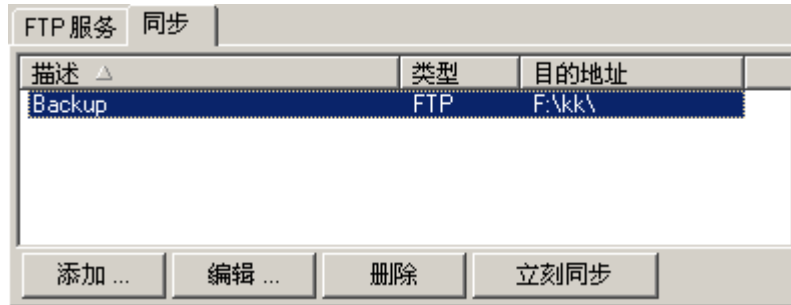 FTP 服务 同步
描述 类型 目的地址
Backup FTP F:\kk\
添加 ... 编辑 ... 删除 立刻同步